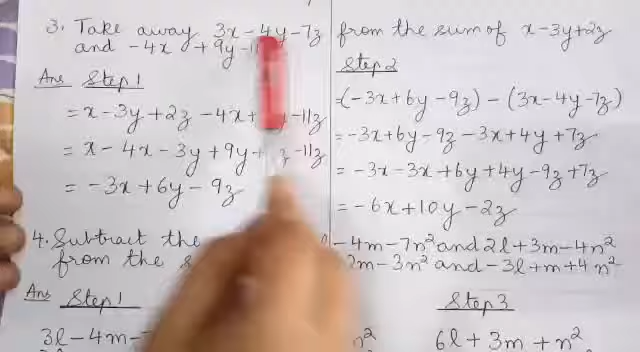 3. Take away 3x - 4y - 7z from the sum of x - 3y + 2z
and -4x + 9y - 11
Ans Step 1
= x - 3y + 2z - 4x + y - 11z
= x - 4x - 3y + 9y + z - 11z
= -3x + 6y - 9z
Step 2
= (-3x + 6y - 9z) - (3x - 4y - 7z)
= -3x + 6y - 9z - 3x + 4y + 7z
= -3x - 3x + 6y + 4y - 9z + 7z
= -6x + 10y - 2z
4. Subtract the - 4m - 7n² and 2l + 3m - 4n²
from the 2m - 3n² and -3l + m + 4n²
Ans Step 1
3l - 4m - n²
Step 3
6l + 3m + n²